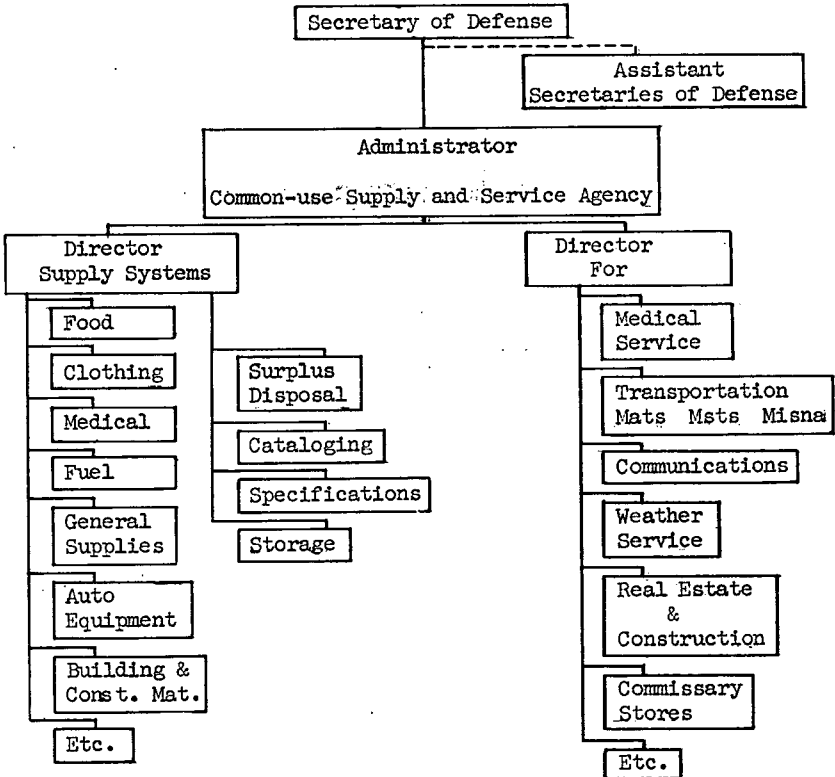 Secretary of Defense
Assistant
Secretaries of Defense
Administrator
Common-use Supply and Service Agency
Director
Supply Systems
Food
Clothing
Medical
Fuel
General
Supplies
Auto
Equipment
Building &
Const. Mat.
Etc.
Surplus
Disposal
Cataloging
Specifications
Storage
Director
For
Medical
Service
Transportation
Mats Msts Misna
Communications
Weather
Service
Real Estate
&
Construction
Commissary
Stores
Etc.